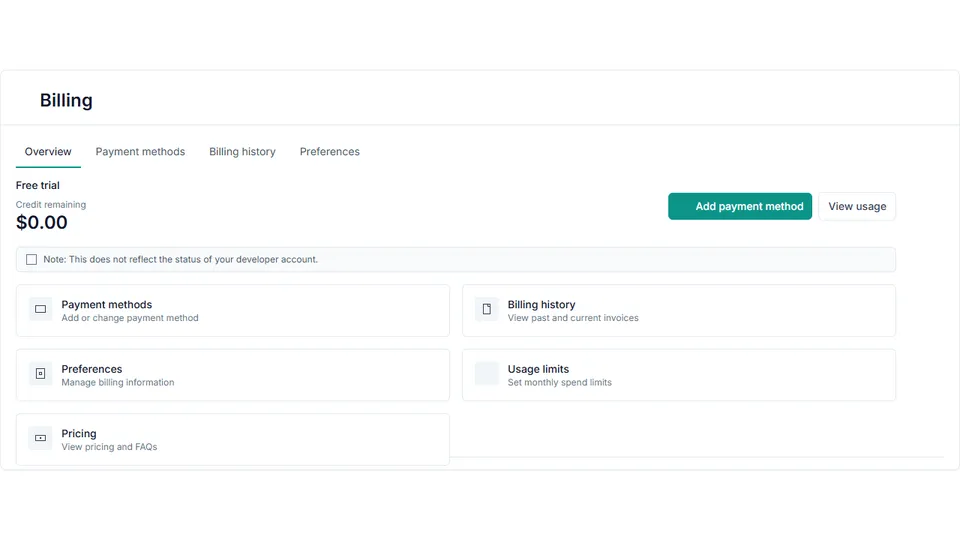 Billing
Overview Payment methods Billing history Preferences
Free trial
Credit remaining
$0.00
Add payment method View usage
Note: This does not reflect the status of your developer account.
Payment methods
Add or change payment method
Billing history
View past and current invoices
Preferences
Manage billing information
Usage limits
Set monthly spend limits
Pricing
View pricing and FAQs